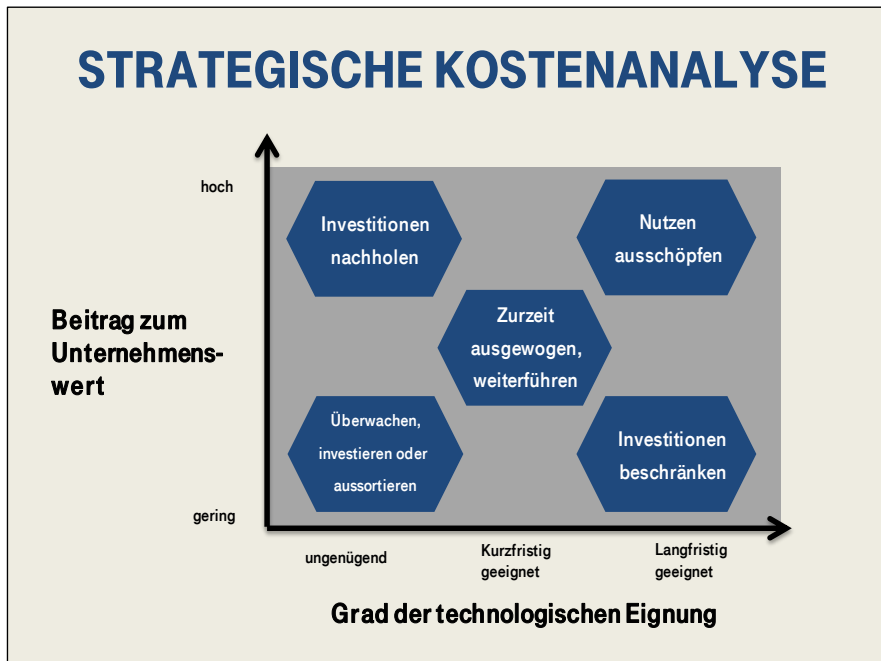 STRATEGISCHE KOSTENANALYSE
hoch
Investitionen
nachholen
Nutzen
ausschöpfen
Beitrag zum
Unternehmens-
wert
Zurzeit
ausgewogen,
weiterführen
Überwachen,
investieren oder
aussortieren
Investitionen
beschränken
gering
ungenügend
Kurzfristig
geeignet
Langfristig
geeignet
Grad der technologischen Eignung